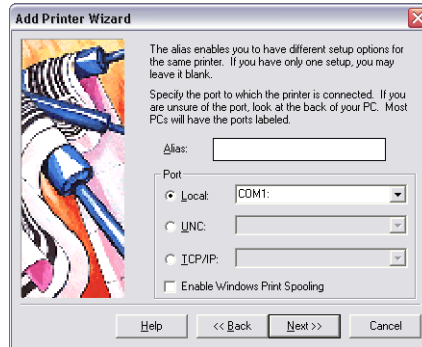 Add Printer Wizard
The alias enables you to have different setup options for
the same printer. If you have only one setup, you may
leave it blank.
Specify the port to which the printer is connected. If you
are unsure of the port, look at the back of your PC. Most
PCs will have the ports labeled.
Alias:
Port
Local: COM1:
UNC:
TCP/IP:
Enable Windows Print Spooling
Help << Back Next >> Cancel